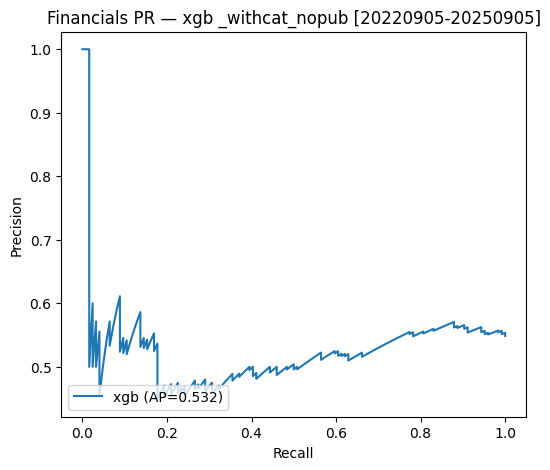 Financials PR — xgb _withcat_nopub [20220905-20250905]
1.0
0.9
0.8
0.7
0.6
0.5
Precision
xgb (AP=0.532)
0.0 0.2 0.4 0.6 0.8 1.0
Recall